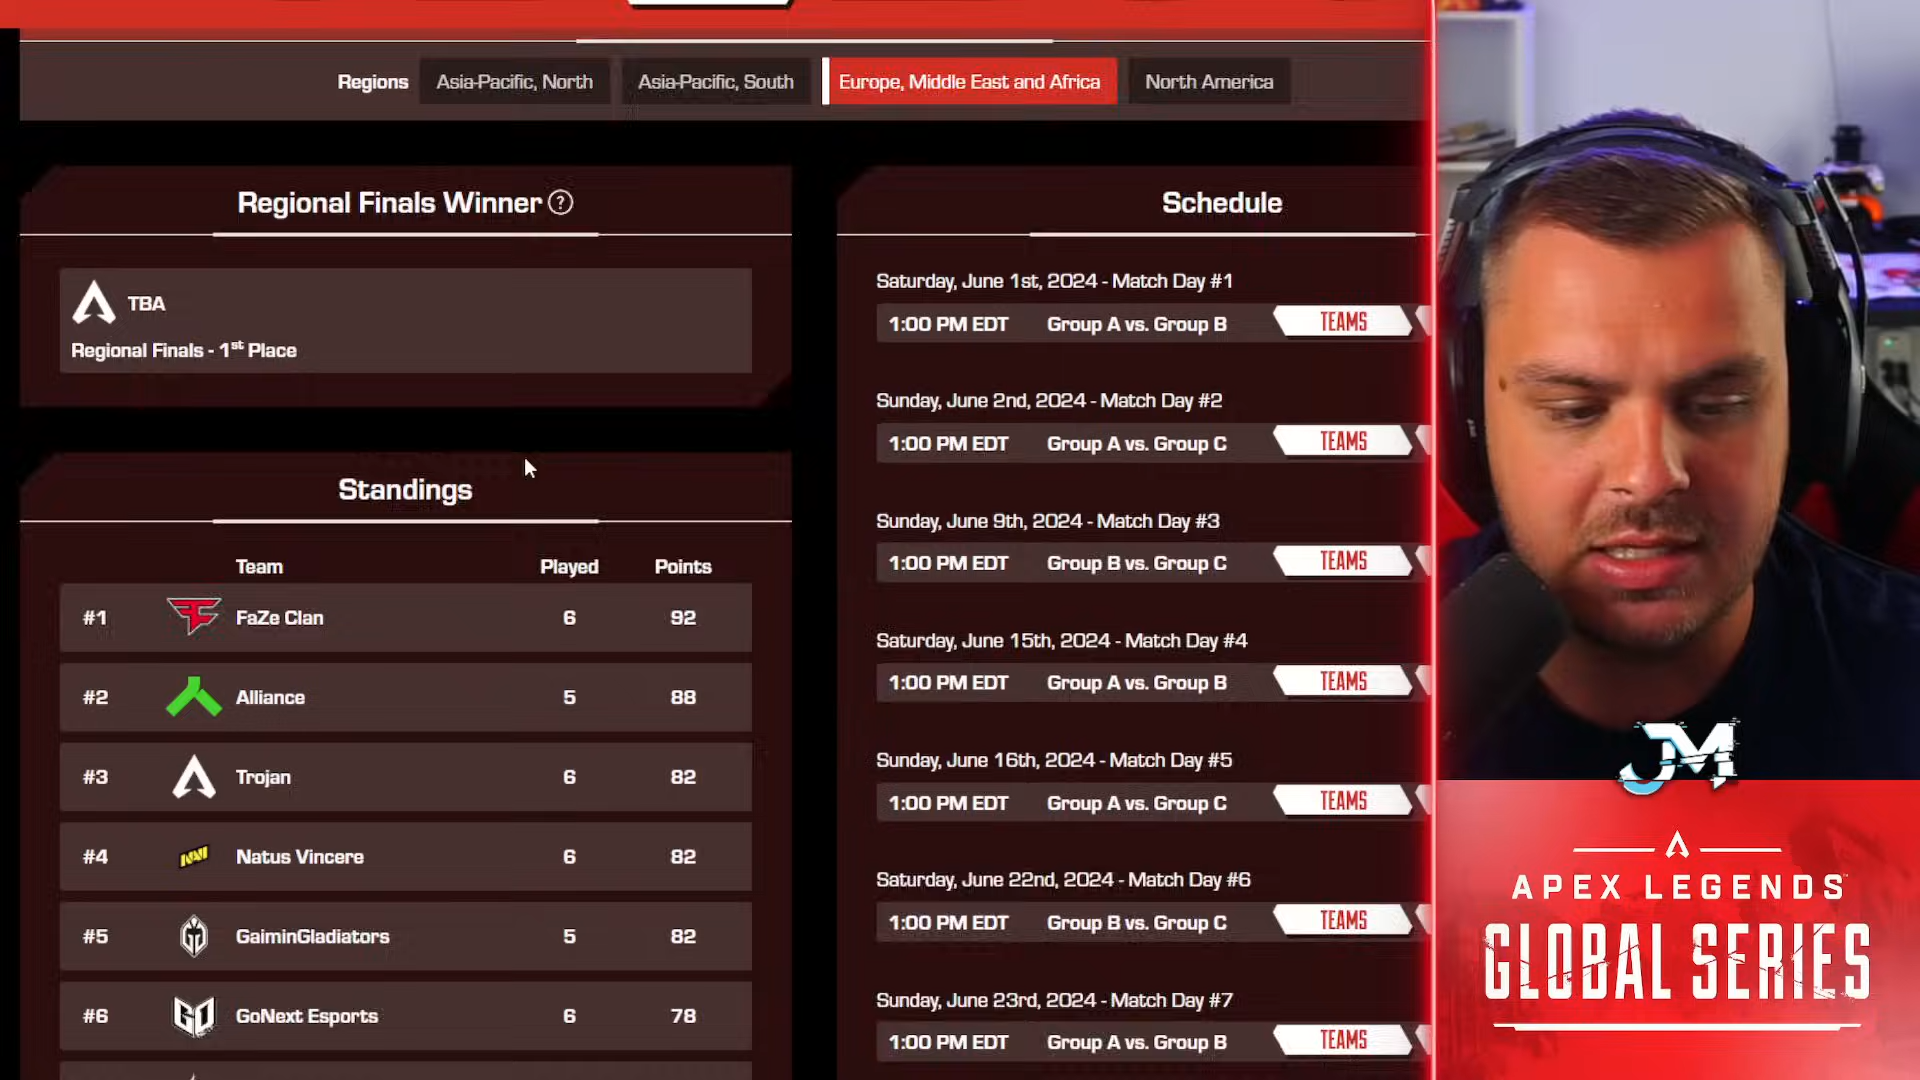 Regions Asia-Pacific, North Asia-Pacific, South Europe, Middle East and Africa North America
Regional Finals Winner ?
TBA
Regional Finals - 1st Place
Standings
Team Played Points
#1 FaZe Clan 6 92
#2 Alliance 5 88
#3 Trojan 6 82
#4 NAVI Natus Vincere 6 82
#5 GaiminGladiators 5 82
#6 GO GoNext Esports 6 78
Schedule
Saturday, June 1st, 2024 - Match Day #1
1:00 PM EDT Group A vs. Group B TEAMS
Sunday, June 2nd, 2024 - Match Day #2
1:00 PM EDT Group A vs. Group C TEAMS
Sunday, June 9th, 2024 - Match Day #3
1:00 PM EDT Group B vs. Group C TEAMS
Saturday, June 15th, 2024 - Match Day #4
1:00 PM EDT Group A vs. Group B TEAMS
Sunday, June 16th, 2024 - Match Day #5
1:00 PM EDT Group A vs. Group C TEAMS
Saturday, June 22nd, 2024 - Match Day #6
1:00 PM EDT Group B vs. Group C TEAMS
Sunday, June 23rd, 2024 - Match Day #7
1:00 PM EDT Group A vs. Group B TEAMS
JM
APEX LEGENDS
GLOBAL SERIES